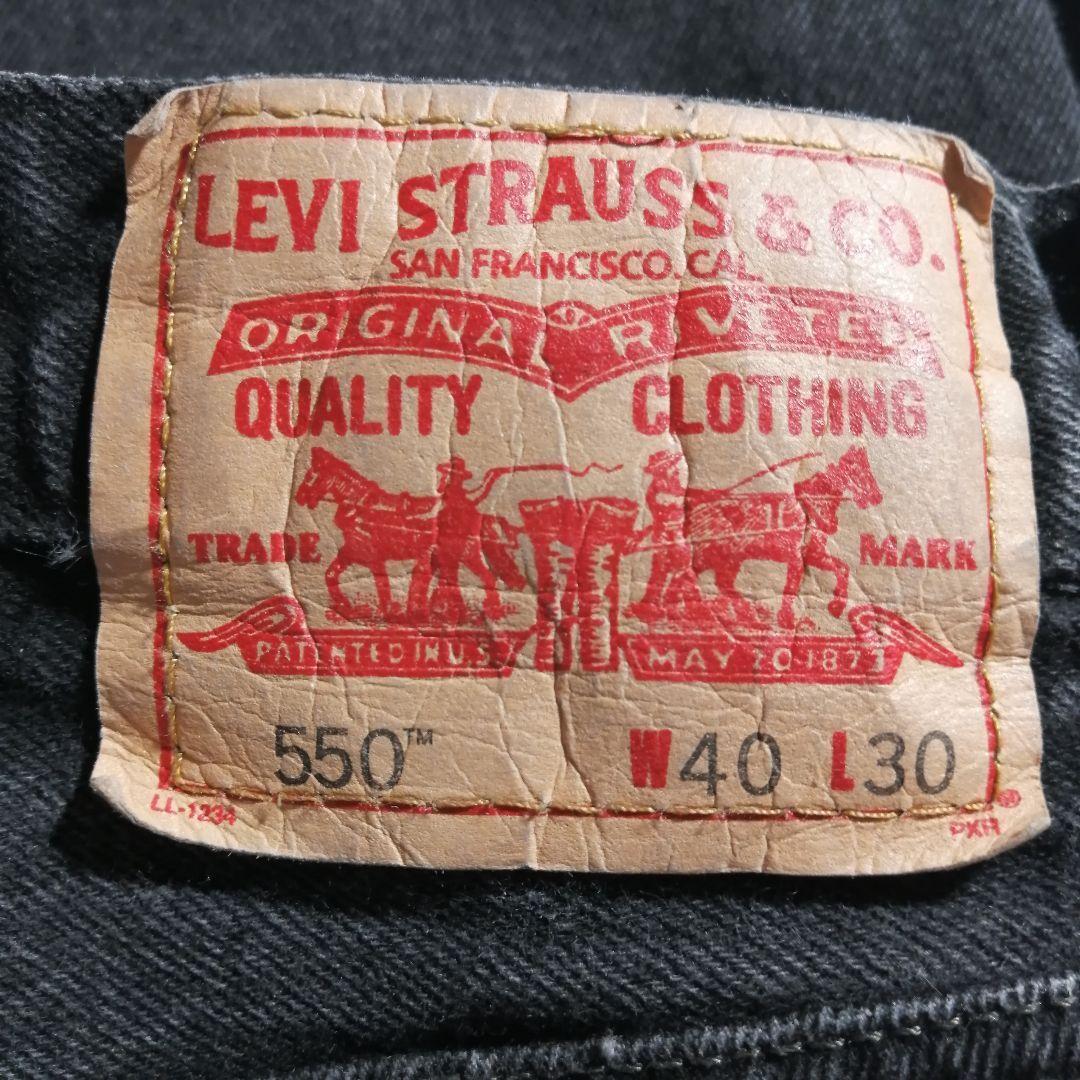 LEVI STRAUSS & CO.
SAN FRANCISCO, CAL.
ORIGINAL RIVETED
QUALITY CLOTHING
TRADE MARK
PATENTED IN U.S. MAY 20 1873
550™ W40 L30
LL-1234 PXR®